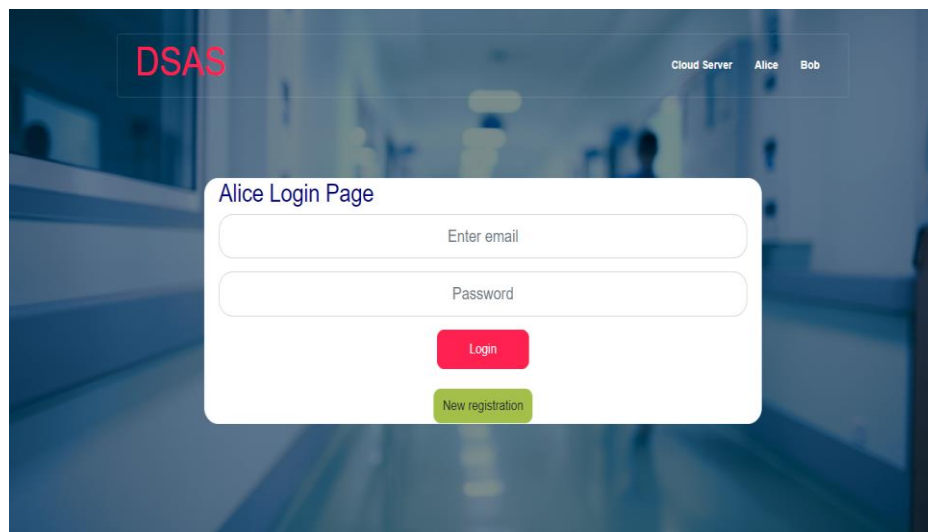 DSAS
Cloud Server Alice Bob
Alice Login Page
Enter email
Password
Login
New registration